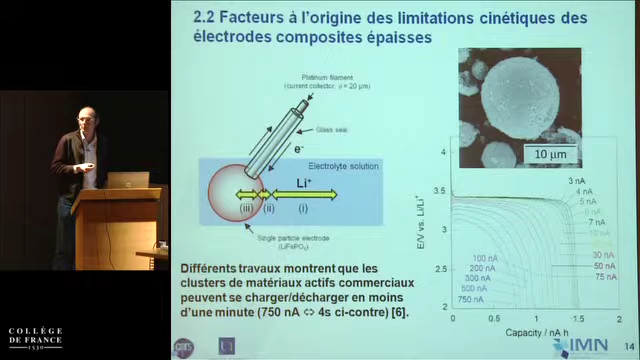 2.2 Facteurs à l'origine des limitations cinétiques des
électrodes composites épaisses
Platinum filament
(current collector, ϕ = 20 µm)
Glass seal
e-
Electrolyte solution
Li+
(iii) (ii) (i)
Single particle electrode
(LiFePO4)
Différents travaux montrent que les
clusters de matériaux actifs commerciaux
peuvent se charger/décharger en moins
d'une minute (750 nA ⇔ 4s ci-contre) [6].
10 µm
E/V vs. Li/Li+
4
3.5
3
2.5
2
3 nA
4 nA
5 nA
7 nA
10 nA
30 nA
50 nA
75 nA
100 nA
200 nA
300 nA
500 nA
750 nA
0 0.5 1 1.5 2
Capacity / nA h
COLLÈGE
DE FRANCE
1530
cnrs
IMN
14